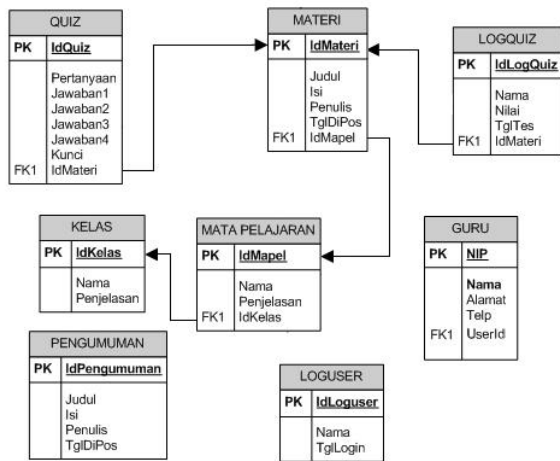 QUIZ
PK IdQuiz
Pertanyaan
Jawaban1
Jawaban2
Jawaban3
Jawaban4
Kunci
FK1 IdMateri
MATERI
PK IdMateri
Judul
Isi
Penulis
TglDiPos
FK1 IdMapel
LOGQUIZ
PK IdLogQuiz
Nama
Nilai
TglTes
FK1 IdMateri
KELAS
PK IdKelas
Nama
Penjelasan
MATA PELAJARAN
PK IdMapel
Nama
Penjelasan
FK1 IdKelas
GURU
PK NIP
Nama
Alamat
Telp
FK1 UserId
PENGUMUMAN
PK IdPengumuman
Judul
Isi
Penulis
TglDiPos
LOGUSER
PK IdLoguser
Nama
TglLogin